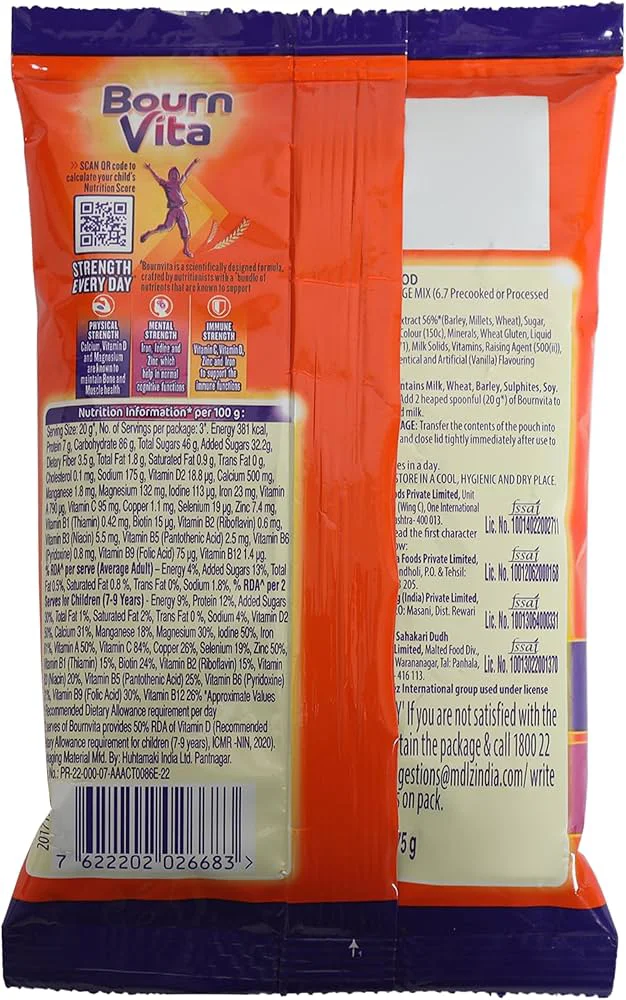 Bourn
Vita
>> SCAN QR code to
calculate your child's
Nutrition Score
STRENGTH
EVERY DAY*
*Bournvita is a scientifically designed formula,
crafted by nutritionists with a *bundle of
nutrients that are known to support
PHYSICAL
STRENGTH
Calcium, Vitamin D
and Magnesium
are known to
maintain Bone and
Muscle health
MENTAL
STRENGTH
Iron, Iodine and
Zinc which
help in normal
cognitive functions
IMMUNE
STRENGTH
Vitamin C, Vitamin D,
Zinc and Iron
to support the
immune functions
Nutrition Information* per 100 g :
Serving Size: 20 g*, No. of Servings per package: 3*. Energy 381 kcal,
Protein 7 g, Carbohydrate 86 g, Total Sugars 46 g, Added Sugars 32.2g,
Dietary Fiber 3.5 g, Total Fat 1.8 g, Saturated Fat 0.9 g, Trans Fat 0 g,
Cholesterol 0.1 mg, Sodium 175 g, Vitamin D2 18.8 µg, Calcium 500 mg,
Manganese 1.8 mg, Magnesium 132 mg, Iodine 113 µg, Iron 23 mg, Vitamin
A 790 µg, Vitamin C 95 mg, Copper 1.1 mg, Selenium 19 µg, Zinc 7.4 mg,
Vitamin B1 (Thiamin) 0.42 mg, Biotin 15 µg, Vitamin B2 (Riboflavin) 0.6 mg,
Vitamin B3 (Niacin) 5.5 mg, Vitamin B5 (Pantothenic Acid) 2.5 mg, Vitamin B6
(Pyridoxine) 0.8 mg, Vitamin B9 (Folic Acid) 75 µg, Vitamin B12 1.4 µg.
% RDA^ per serve (Average Adult) – Energy 4%, Added Sugars 13%, Total
Fat 0.5%, Saturated Fat 0.8 %, Trans Fat 0%, Sodium 1.8%, % RDA^ per 2
Serves for Children (7-9 Years) - Energy 9%, Protein 12%, Added Sugars
30%, Total Fat 1%, Saturated Fat 2%, Trans Fat 0 %, Sodium 4%, Vitamin D2
50%, Calcium 31%, Manganese 18%, Magnesium 30%, Iodine 50%, Iron
Vitamin A 50%, Vitamin C 84%, Copper 26%, Selenium 19%, Zinc 50%,
Vitamin B1 (Thiamin) 15%, Biotin 24%, Vitamin B2 (Riboflavin) 15%, Vitamin
(Niacin) 20%, Vitamin B5 (Pantothenic Acid) 25%, Vitamin B6 (Pyridoxine)
Vitamin B9 (Folic Acid) 30%, Vitamin B12 26% *Approximate Values
Recommended Dietary Allowance requirement per day
serves of Bournvita provides 50% RDA of Vitamin D (Recommended
Dietary Allowance requirement for children (7-9 years), ICMR -NIN, 2020).
Packaging Material Mfd. By: Huhtamaki India Ltd. Pantnagar.
No.: PR-22-000-07-AAACT0086E-22
7 622202 026683 >
OD
GE MIX (6.7 Precooked or Processed
xtract 56%*(Barley, Millets, Wheat), Sugar,
Colour (150c), Minerals, Wheat Gluten, Liquid
), Milk Solids, Vitamins, Raising Agent (500(ii)),
entical and Artificial (Vanilla) Flavouring
ntains Milk, Wheat, Barley, Sulphites, Soy.
Add 2 heaped spoonful (20 g*) of Bournvita to
d milk.
AGE: Transfer the contents of the pouch into
and close lid tightly immediately after use to
es in a day.
STORE IN A COOL, HYGIENIC AND DRY PLACE.
ods Private Limited, Unit
(Wing C), One International
ashtra- 400 013.
ead the first character
ow:
fssai
Lic. No. 10014022002711
a Foods Private Limited,
ndholi, P.O. & Tehsil:
3 205.
fssai
Lic. No. 10012062000168
g (India) Private Limited,
O: Masani, Dist. Rewari
fssai
Lic. No. 10013064000331
Sahakari Dudh
Limited, Malted Food Div.,
Warananagar, Tal: Panhala,
- 416 113.
fssai
Lic. No. 10013022001370
ez International group used under license
Y' If you are not satisfied with the
tain the package & call 1800 22
ggestions@mdlzindia.com/ write
s on pack.
75 g